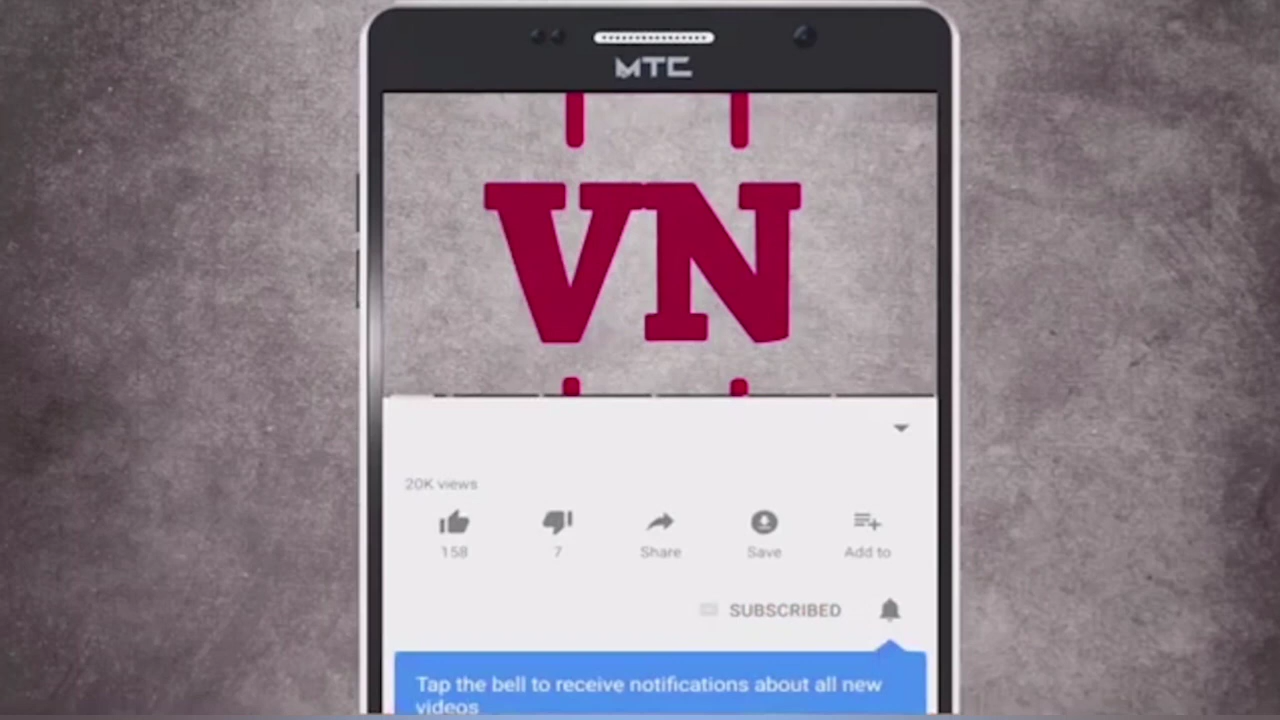 MTC
VN
20K views
158
7
Share
Save
Add to
SUBSCRIBED
Tap the bell to receive notifications about all new
videos